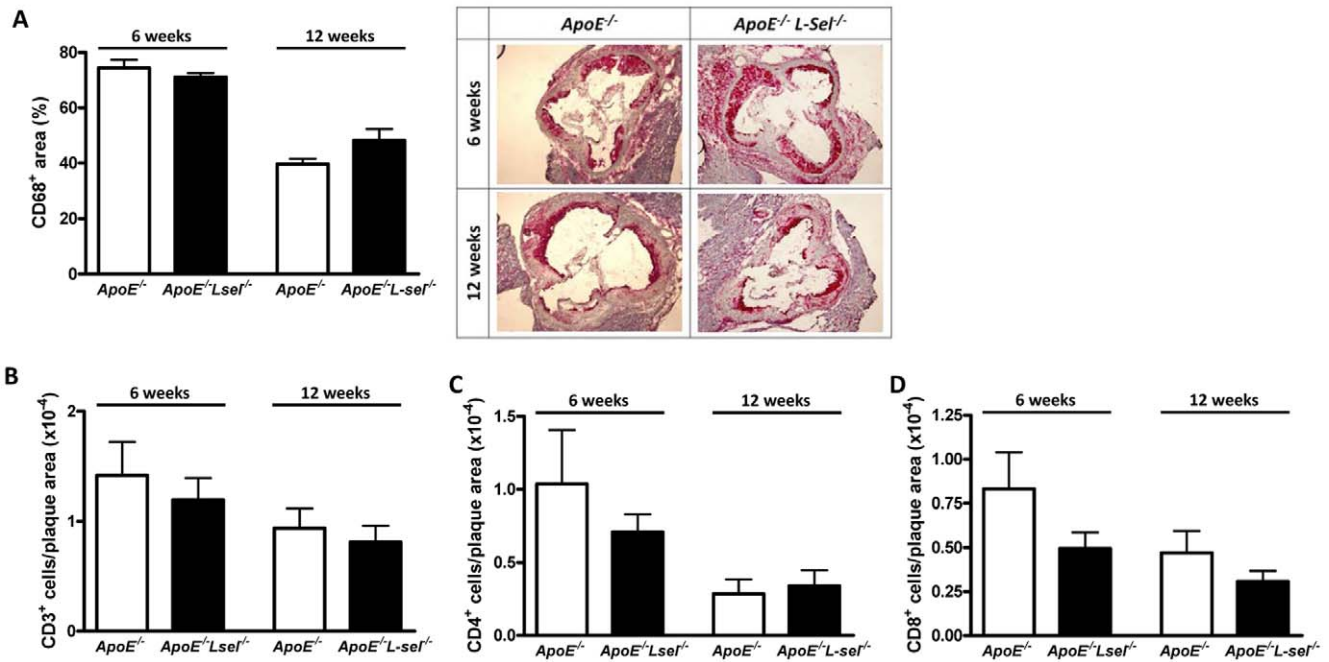 A
6 weeks
12 weeks
CD68⁺ area (%)
80
60
40
20
0
ApoE⁻/⁻
ApoE⁻/⁻Lsel⁻/⁻
ApoE⁻/⁻
ApoE⁻/⁻L-sel⁻/⁻
ApoE⁻/⁻
ApoE⁻/⁻ L-Sel⁻/⁻
6 weeks
12 weeks
B
6 weeks
12 weeks
CD3⁺ cells/plaque area (x10⁻⁴)
2
1
0
ApoE⁻/⁻
ApoE⁻/⁻Lsel⁻/⁻
ApoE⁻/⁻
ApoE⁻/⁻L-sel⁻/⁻
C
6 weeks
12 weeks
CD4⁺ cells/plaque area (x10⁻⁴)
1.5
1.0
0.5
0.0
ApoE⁻/⁻
ApoE⁻/⁻Lsel⁻/⁻
ApoE⁻/⁻
ApoE⁻/⁻L-sel⁻/⁻
D
6 weeks
12 weeks
CD8⁺ cells/plaque area (x10⁻⁴)
1.25
1.00
0.75
0.50
0.25
0.00
ApoE⁻/⁻
ApoE⁻/⁻Lsel⁻/⁻
ApoE⁻/⁻
ApoE⁻/⁻L-sel⁻/⁻